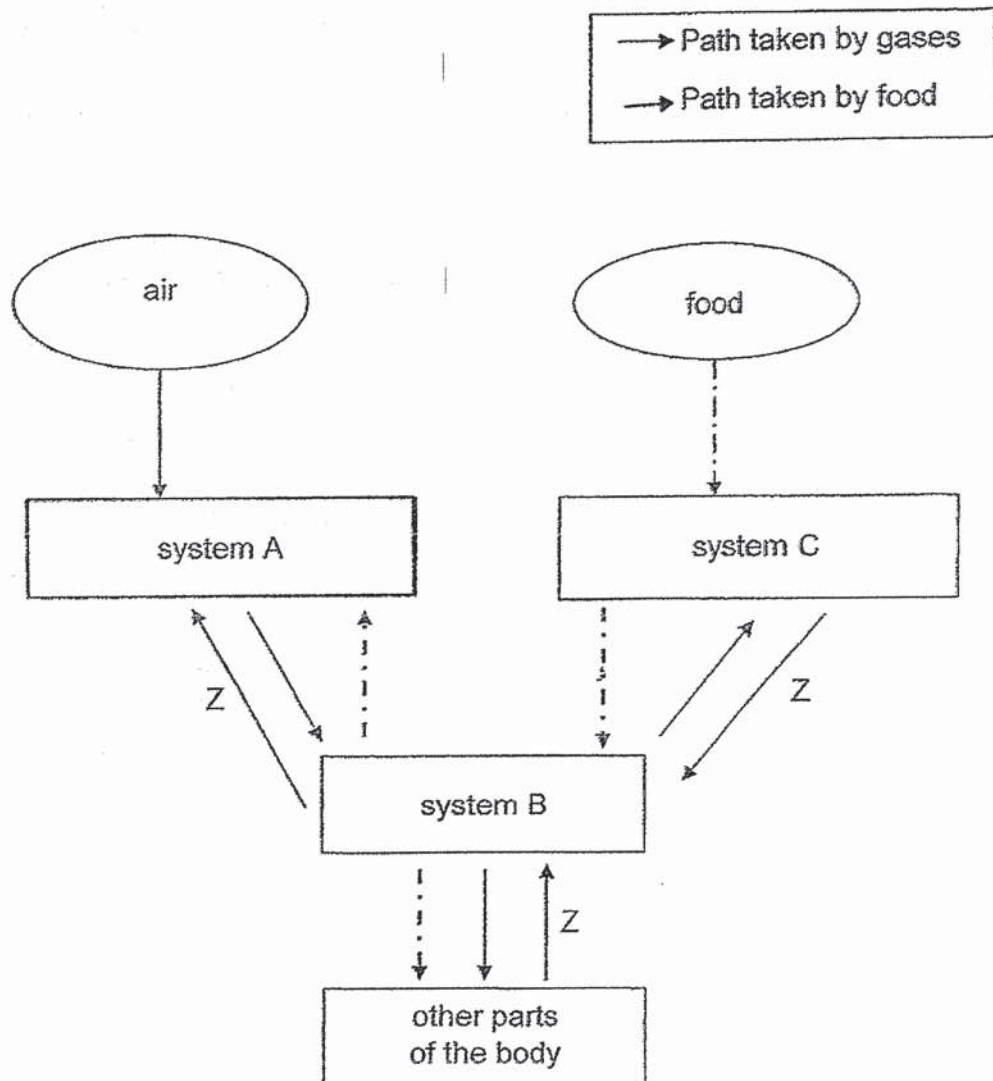 Path taken by gases
Path taken by food
air
food
system A
system C
Z
Z
system B
Z
other parts
of the body